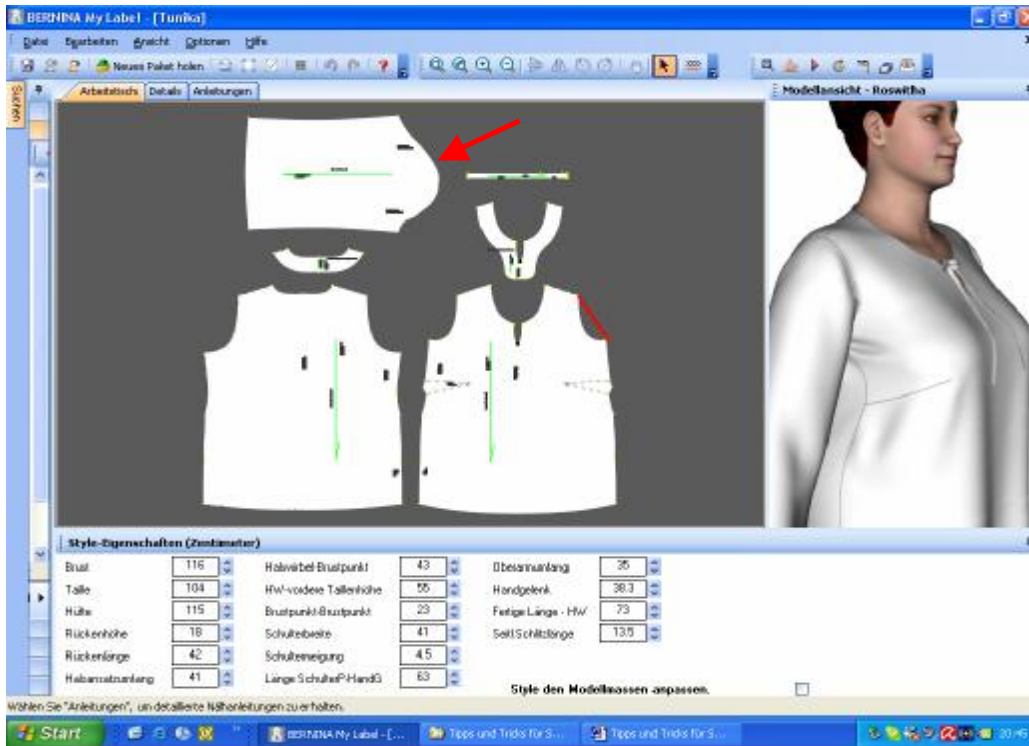 BERNINA My Label - [Tunika]
Datei Bearbeiten Ansicht Optionen Hilfe
Neues Paket holen
Suchen
Arbeitstisch Details Anleitungen
Modellansicht - Roswitha
Style-Eigenschaften (Zentimeter)
Brust 116 Halswirbel-Brustpunkt 43 Oberarmumfang 35
Taille 104 HW-vordere Taillenhöhe 55 Handgelenk 38.3
Hüfte 115 Brustpunkt-Brustpunkt 23 Fertige Länge - HW 73
Rückenhöhe 18 Schulterbreite 41 Seitl.Schlitzlänge 13.5
Rückenlänge 42 Schulterneigung 4.5
Halsansatzumfang 41 Länge SchulterP-HandG 63
Style den Modellmassen anpassen.
Wählen Sie "Anleitungen", um detaillierte Nähanleitungen zu erhalten.
Start BERNINA My Label - [... Tipps und Tricks für S... Tipps und Tricks für S... 20:45